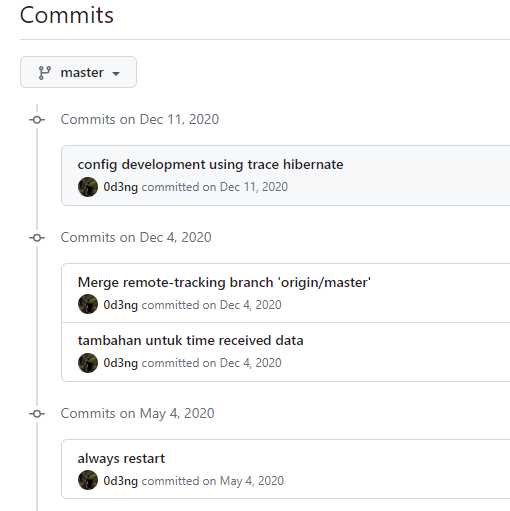 Commits
master
Commits on Dec 11, 2020
config development using trace hibernate
0d3ng committed on Dec 11, 2020
Commits on Dec 4, 2020
Merge remote-tracking branch 'origin/master'
0d3ng committed on Dec 4, 2020
tambahan untuk time received data
0d3ng committed on Dec 4, 2020
Commits on May 4, 2020
always restart
0d3ng committed on May 4, 2020